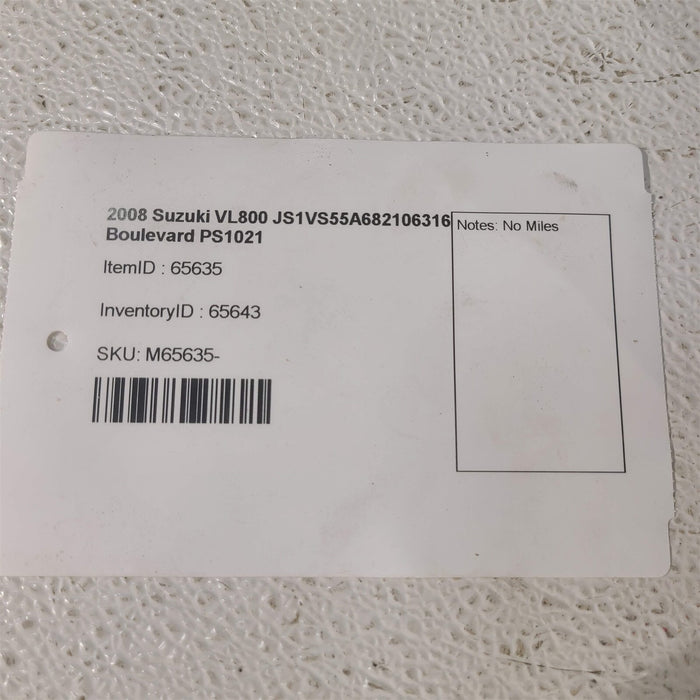 2008 Suzuki VL800 JS1VS55A682106316
Boulevard PS1021
Notes: No Miles
ItemID : 65635
InventoryID : 65643
SKU: M65635-